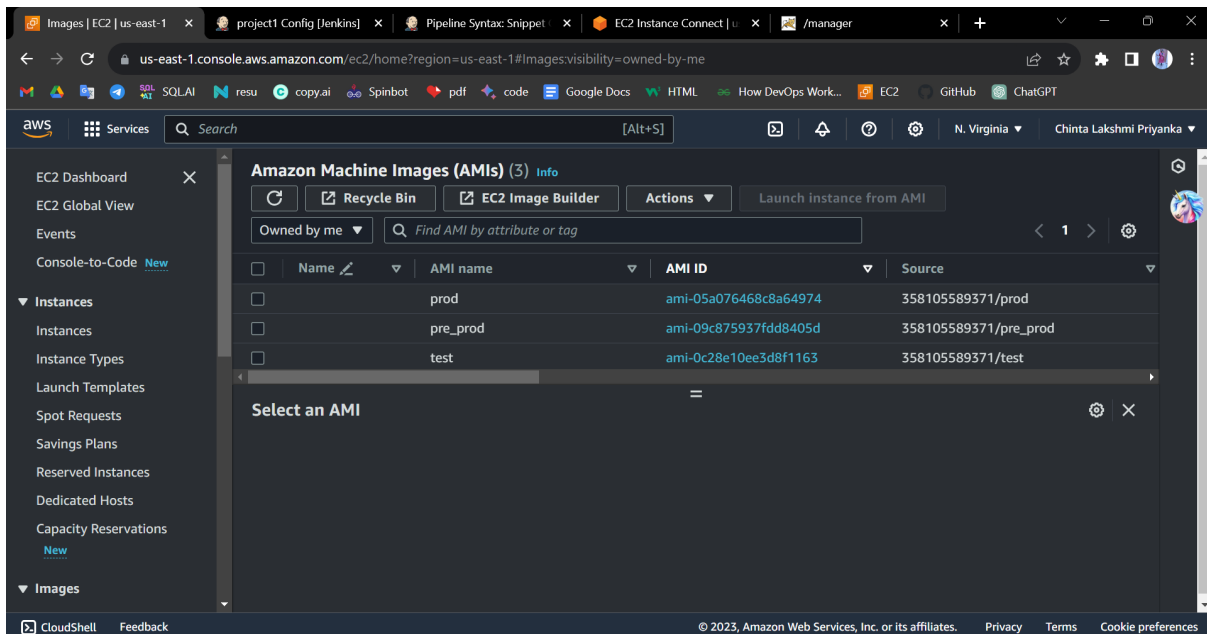 Images | EC2 | us-east-1
project1 Config [Jenkins]
Pipeline Syntax: Snippet
EC2 Instance Connect | u
/manager
us-east-1.console.aws.amazon.com/ec2/home?region=us-east-1#Images:visibility=owned-by-me
SQLAI
resu
copy.ai
Spinbot
pdf
code
Google Docs
HTML
How DevOps Work...
EC2
GitHub
ChatGPT
aws
Services
Search
[Alt+S]
N. Virginia ▼
Chinta Lakshmi Priyanka ▼
EC2 Dashboard
EC2 Global View
Events
Console-to-Code New
Instances
Instances
Instance Types
Launch Templates
Spot Requests
Savings Plans
Reserved Instances
Dedicated Hosts
Capacity Reservations
New
Images
Amazon Machine Images (AMIs) (3) Info
Recycle Bin
EC2 Image Builder
Actions ▼
Launch instance from AMI
Owned by me ▼
Find AMI by attribute or tag
1
Name
AMI name
AMI ID
Source
prod ami-05a076468c8a64974 358105589371/prod
pre_prod ami-09c875937fdd8405d 358105589371/pre_prod
test ami-0c28e10ee3d8f1163 358105589371/test
Select an AMI
CloudShell
Feedback
© 2023, Amazon Web Services, Inc. or its affiliates.
Privacy
Terms
Cookie preferences